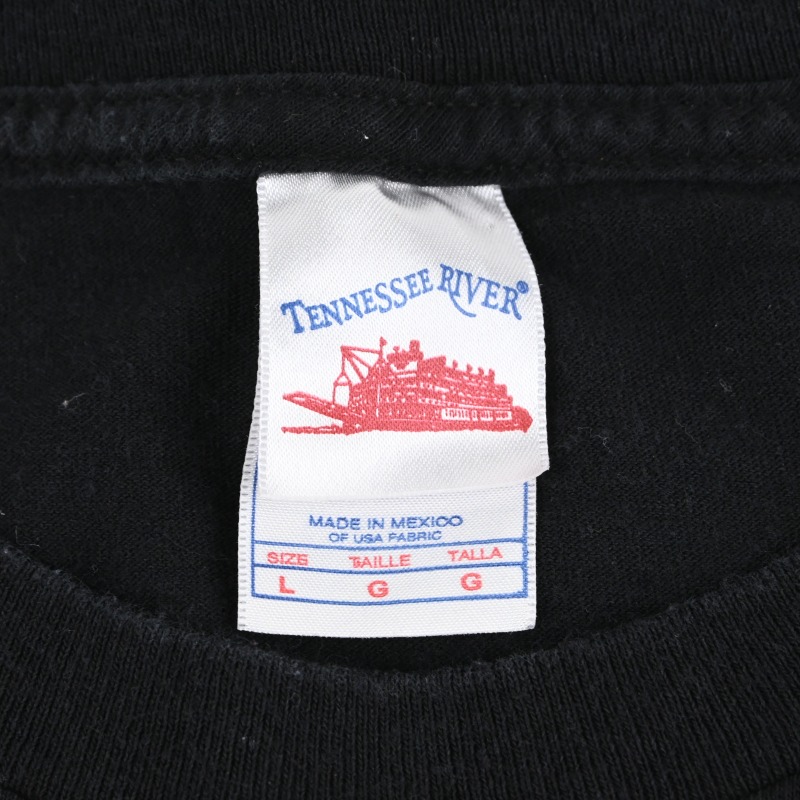 TENNESSEE RIVER®
MADE IN MEXICO
OF USA FABRIC
SIZE TAILLE TALLA
L G G